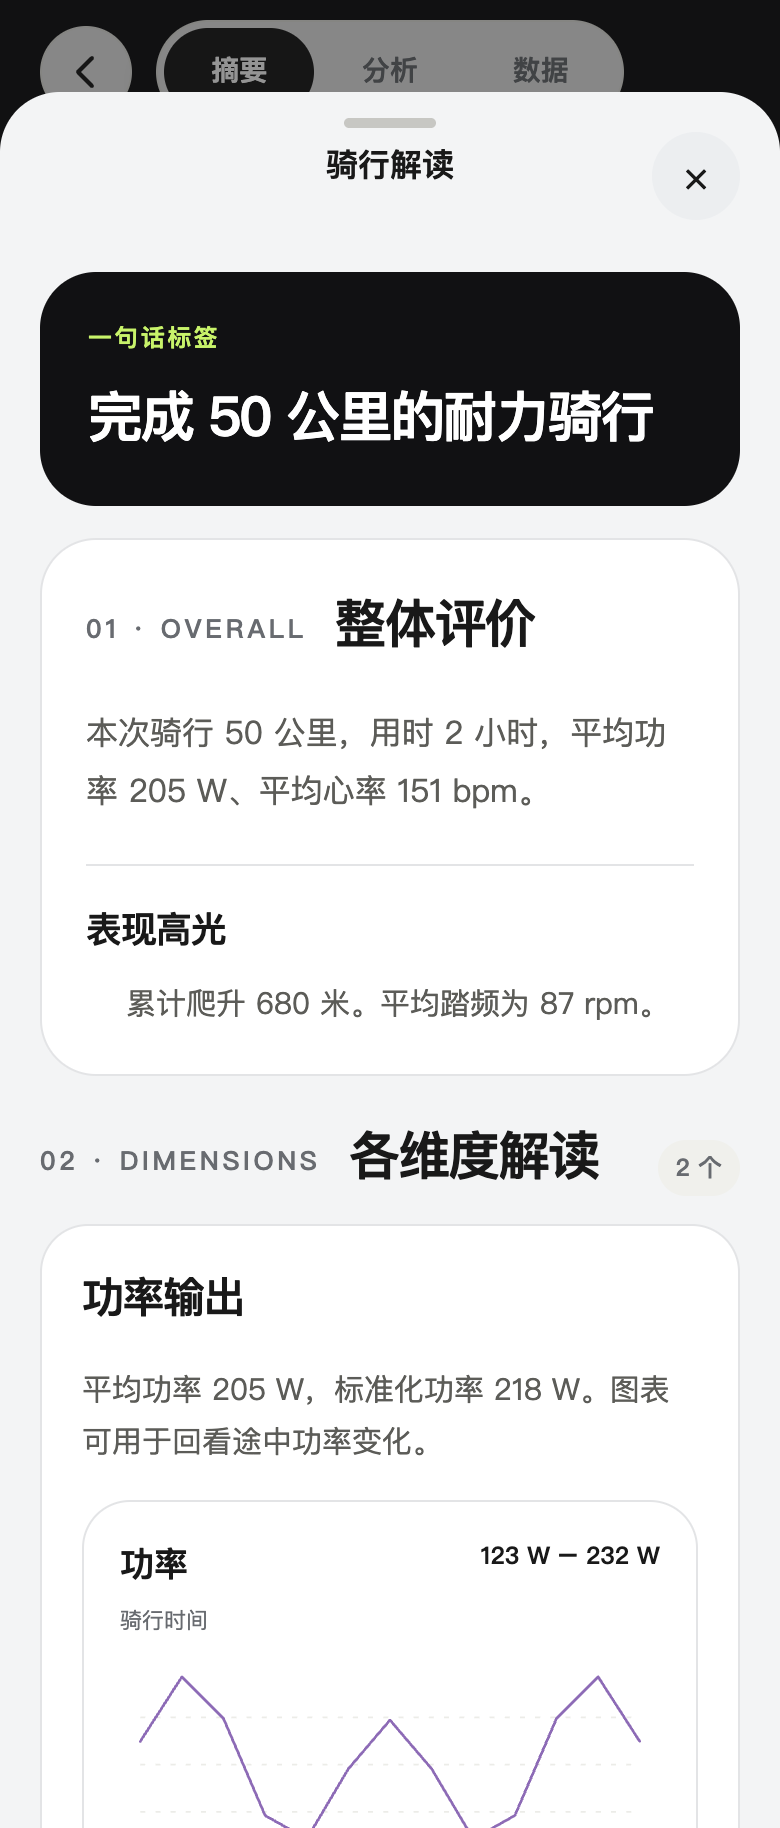 摘要 分析 数据
骑行解读
一句话标签
完成 50 公里的耐力骑行
01 · OVERALL 整体评价
本次骑行 50 公里，用时 2 小时，平均功
率 205 W、平均心率 151 bpm。
表现高光
累计爬升 680 米。平均踏频为 87 rpm。
02 · DIMENSIONS 各维度解读 2 个
功率输出
平均功率 205 W，标准化功率 218 W。图表
可用于回看途中功率变化。
功率 123 W – 232 W
骑行时间